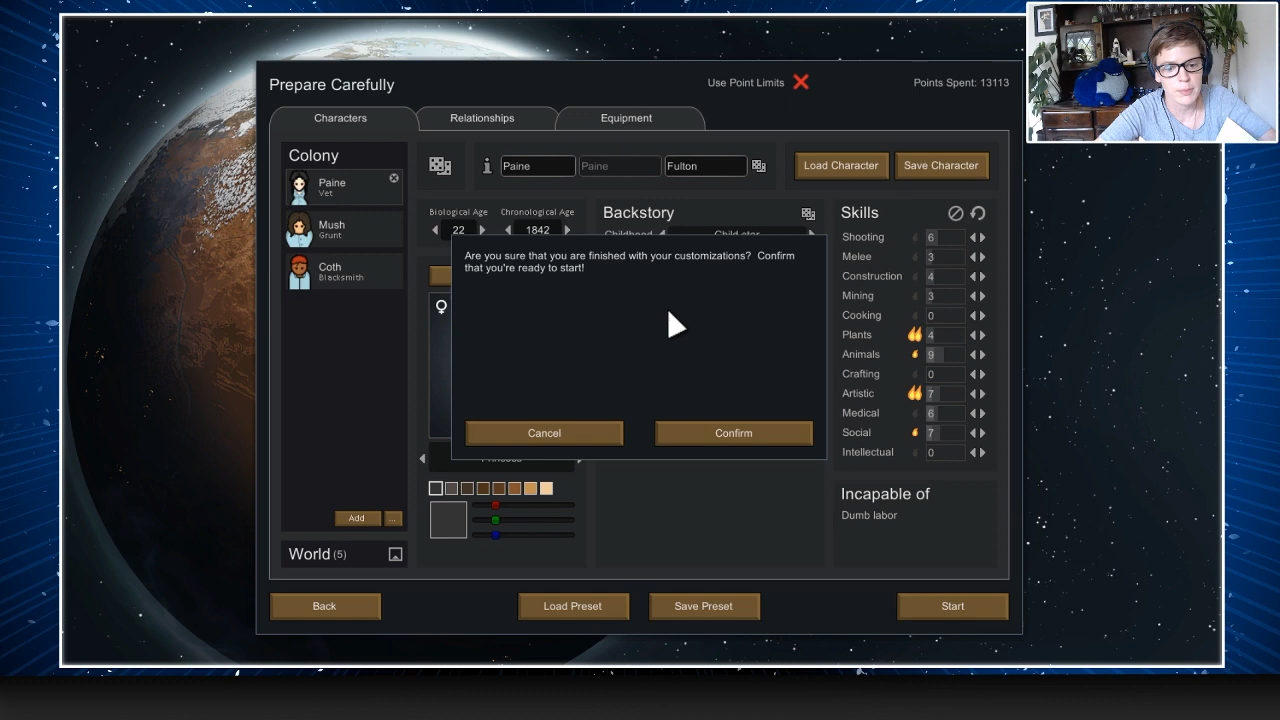 Prepare Carefully
Use Point Limits
Points Spent: 13113
Characters
Relationships
Equipment
Colony
Paine
Vet
Mush
Grunt
Coth
Blacksmith
Add
...
World (5)
Paine
Paine
Fulton
Load Character
Save Character
Biological Age
Chronological Age
22
1842
Backstory
Childhood
Child star
Are you sure that you are finished with your customizations? Confirm
that you're ready to start!
Cancel
Confirm
Princess
Skills
Shooting 6
Melee 3
Construction 4
Mining 3
Cooking 0
Plants 4
Animals 9
Crafting 0
Artistic 7
Medical 6
Social 7
Intellectual 0
Incapable of
Dumb labor
Back
Load Preset
Save Preset
Start